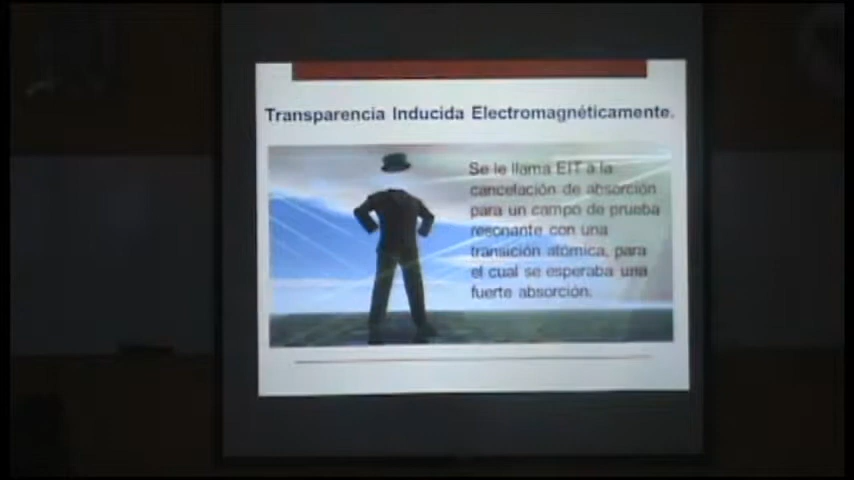 Transparencia Inducida Electromagnéticamente.
Se le llama EIT a la
cancelación de absorción
para un campo de prueba
resonante con una
transición atómica, para
el cual se esperaba una
fuerte absorción.